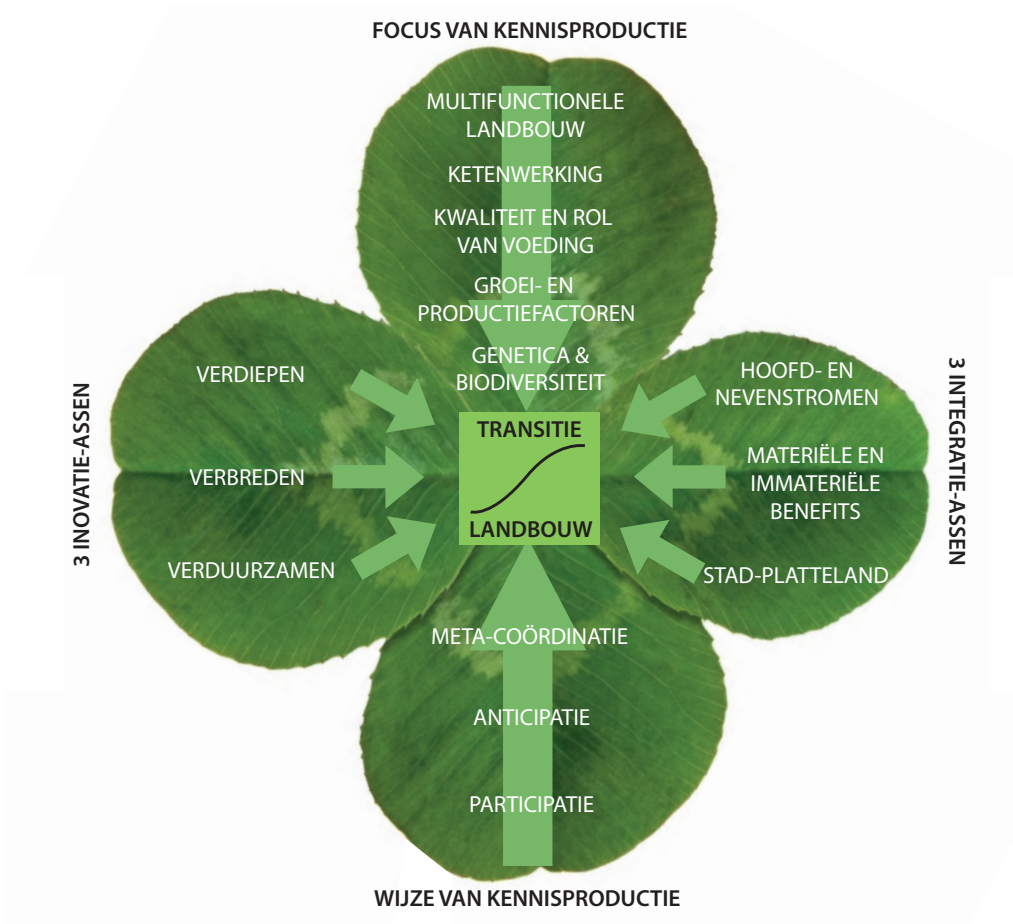 FOCUS VAN KENNISPRODUCTIE
MULTIFUNCTIONELE
LANDBOUW
KETENWERKING
KWALITEIT EN ROL
VAN VOEDING
GROEI- EN
PRODUCTIEFACTOREN
GENETICA &
BIODIVERSITEIT
3 INOVATIE-ASSEN
VERDIEPEN
VERBREDEN
VERDUURZAMEN
TRANSITIE
LANDBOUW
HOOFD- EN
NEVENSTROMEN
MATERIËLE EN
IMMATERIËLE
BENEFITS
STAD-PLATTELAND
3 INTEGRATIE-ASSEN
META-COÖRDINATIE
ANTICIPATIE
PARTICIPATIE
WIJZE VAN KENNISPRODUCTIE